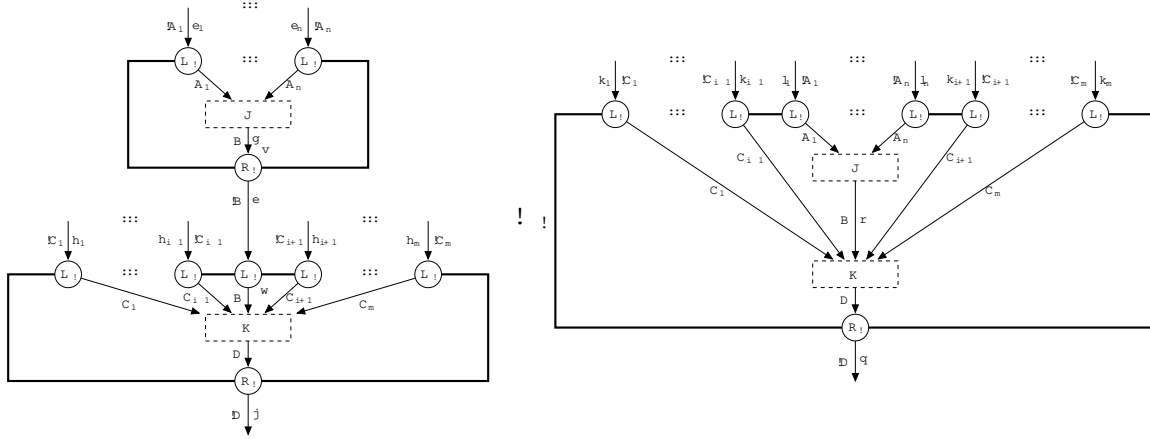 !A1 e1 en !An
L! L!
A1 An
J
B g
v
R!
!B e
!C1 h1 hi 1 !Ci 1 !Ci+1 hi+1 hm !Cm
L! L! L! L! L!
C1 Ci 1 B w Ci+1 Cm
K
D
R!
!D j
! !
k1 !C1 !Ci 1 ki 1 li !A1 !An ln ki+1 !Ci+1 !Cm km
L! L! L! L! L! L!
A1 An
J
C1 Ci 1 Ci+1 Cm
B r
K
D
R!
!D q